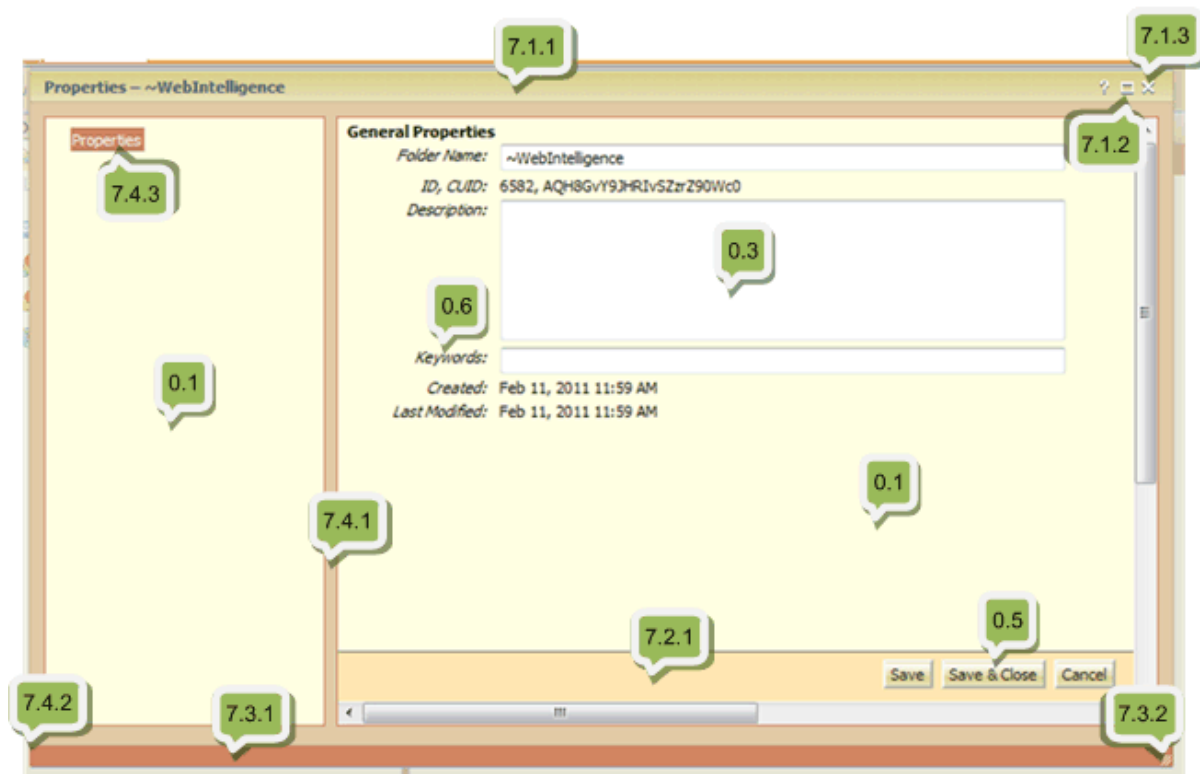 7.1.1
7.1.3
Properties – ~WebIntelligence
?
Properties
General Properties
7.1.2
Folder Name: ~WebIntelligence
7.4.3
ID, CUID: 6582, AQH8GvY9JHRIvSZzrZ90Wc0
Description:
0.3
0.6
Keywords:
0.1
Created: Feb 11, 2011 11:59 AM
Last Modified: Feb 11, 2011 11:59 AM
0.1
7.4.1
0.5
7.2.1
Save Save & Close Cancel
7.4.2
7.3.1
7.3.2